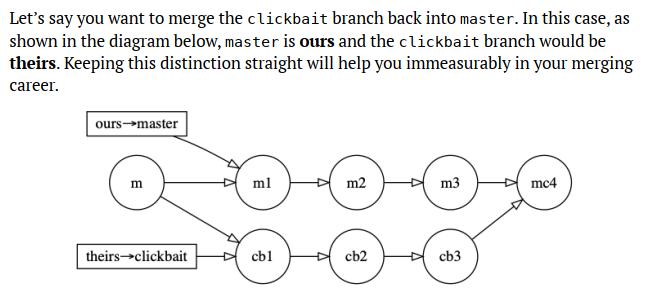 Let's say you want to merge the clickbait branch back into master. In this case, as
shown in the diagram below, master is ours and the clickbait branch would be
theirs. Keeping this distinction straight will help you immeasurably in your merging
career.
ours→master
m
m1
m2
m3
mc4
theirs→clickbait
cb1
cb2
cb3